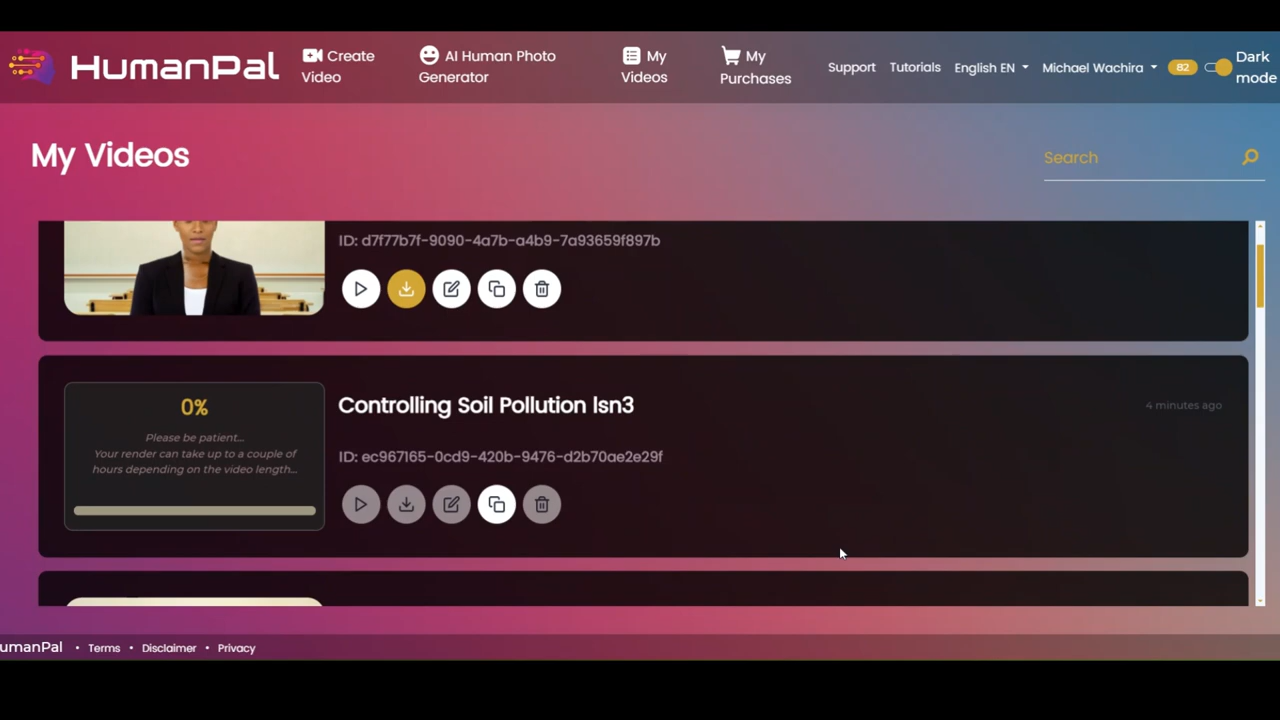 HumanPal
Create
Video
AI Human Photo
Generator
My
Videos
My
Purchases
Support
Tutorials
English EN
Michael Wachira
82
Dark
mode
My Videos
Search
ID: d7f77b7f-9090-4a7b-a4b9-7a93659f897b
0%
Please be patient...
Your render can take up to a couple of
hours depending on the video length...
Controlling Soil Pollution lsn3
4 minutes ago
ID: ec967165-0cd9-420b-9476-d2b70ae2e29f
umanPal • Terms • Disclaimer • Privacy